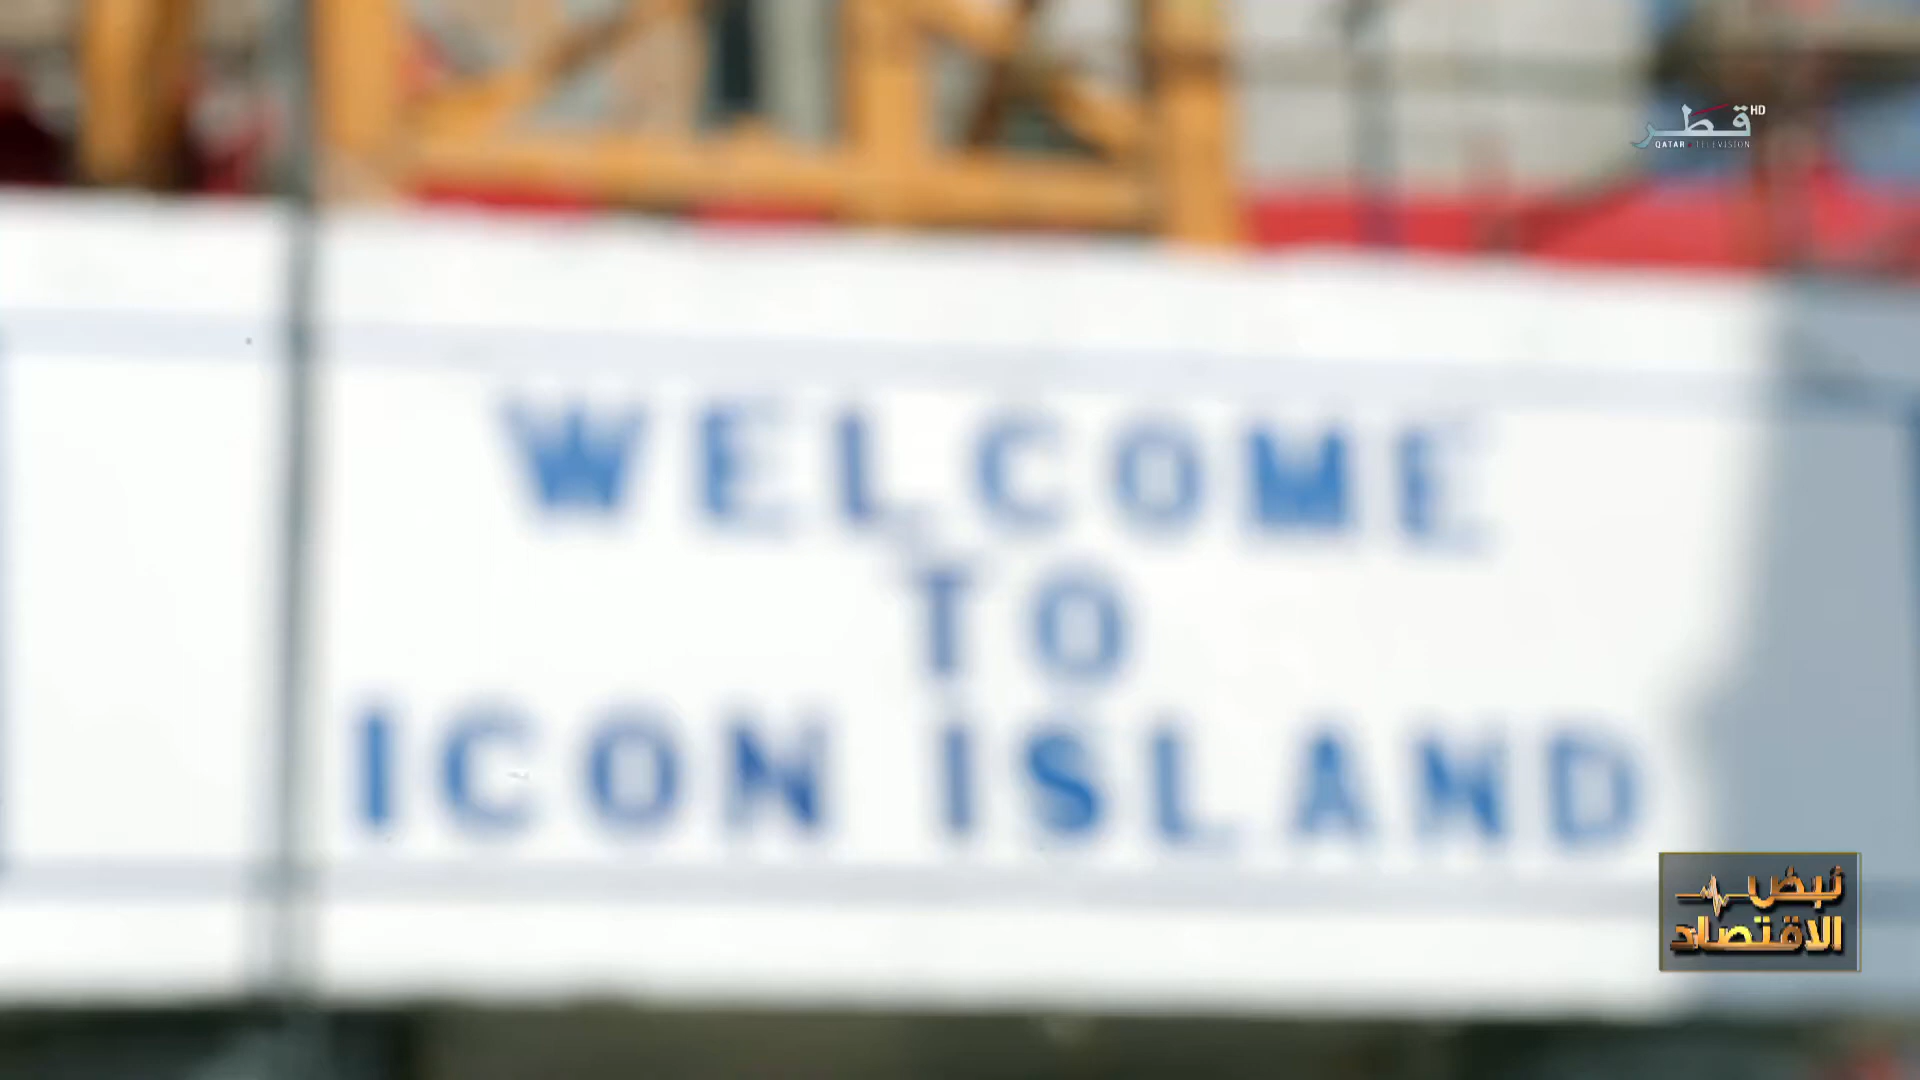 قطر HD
QATAR TELEVISION
WELCOME
TO
ICON ISLAND
نبض
الاقتصاد